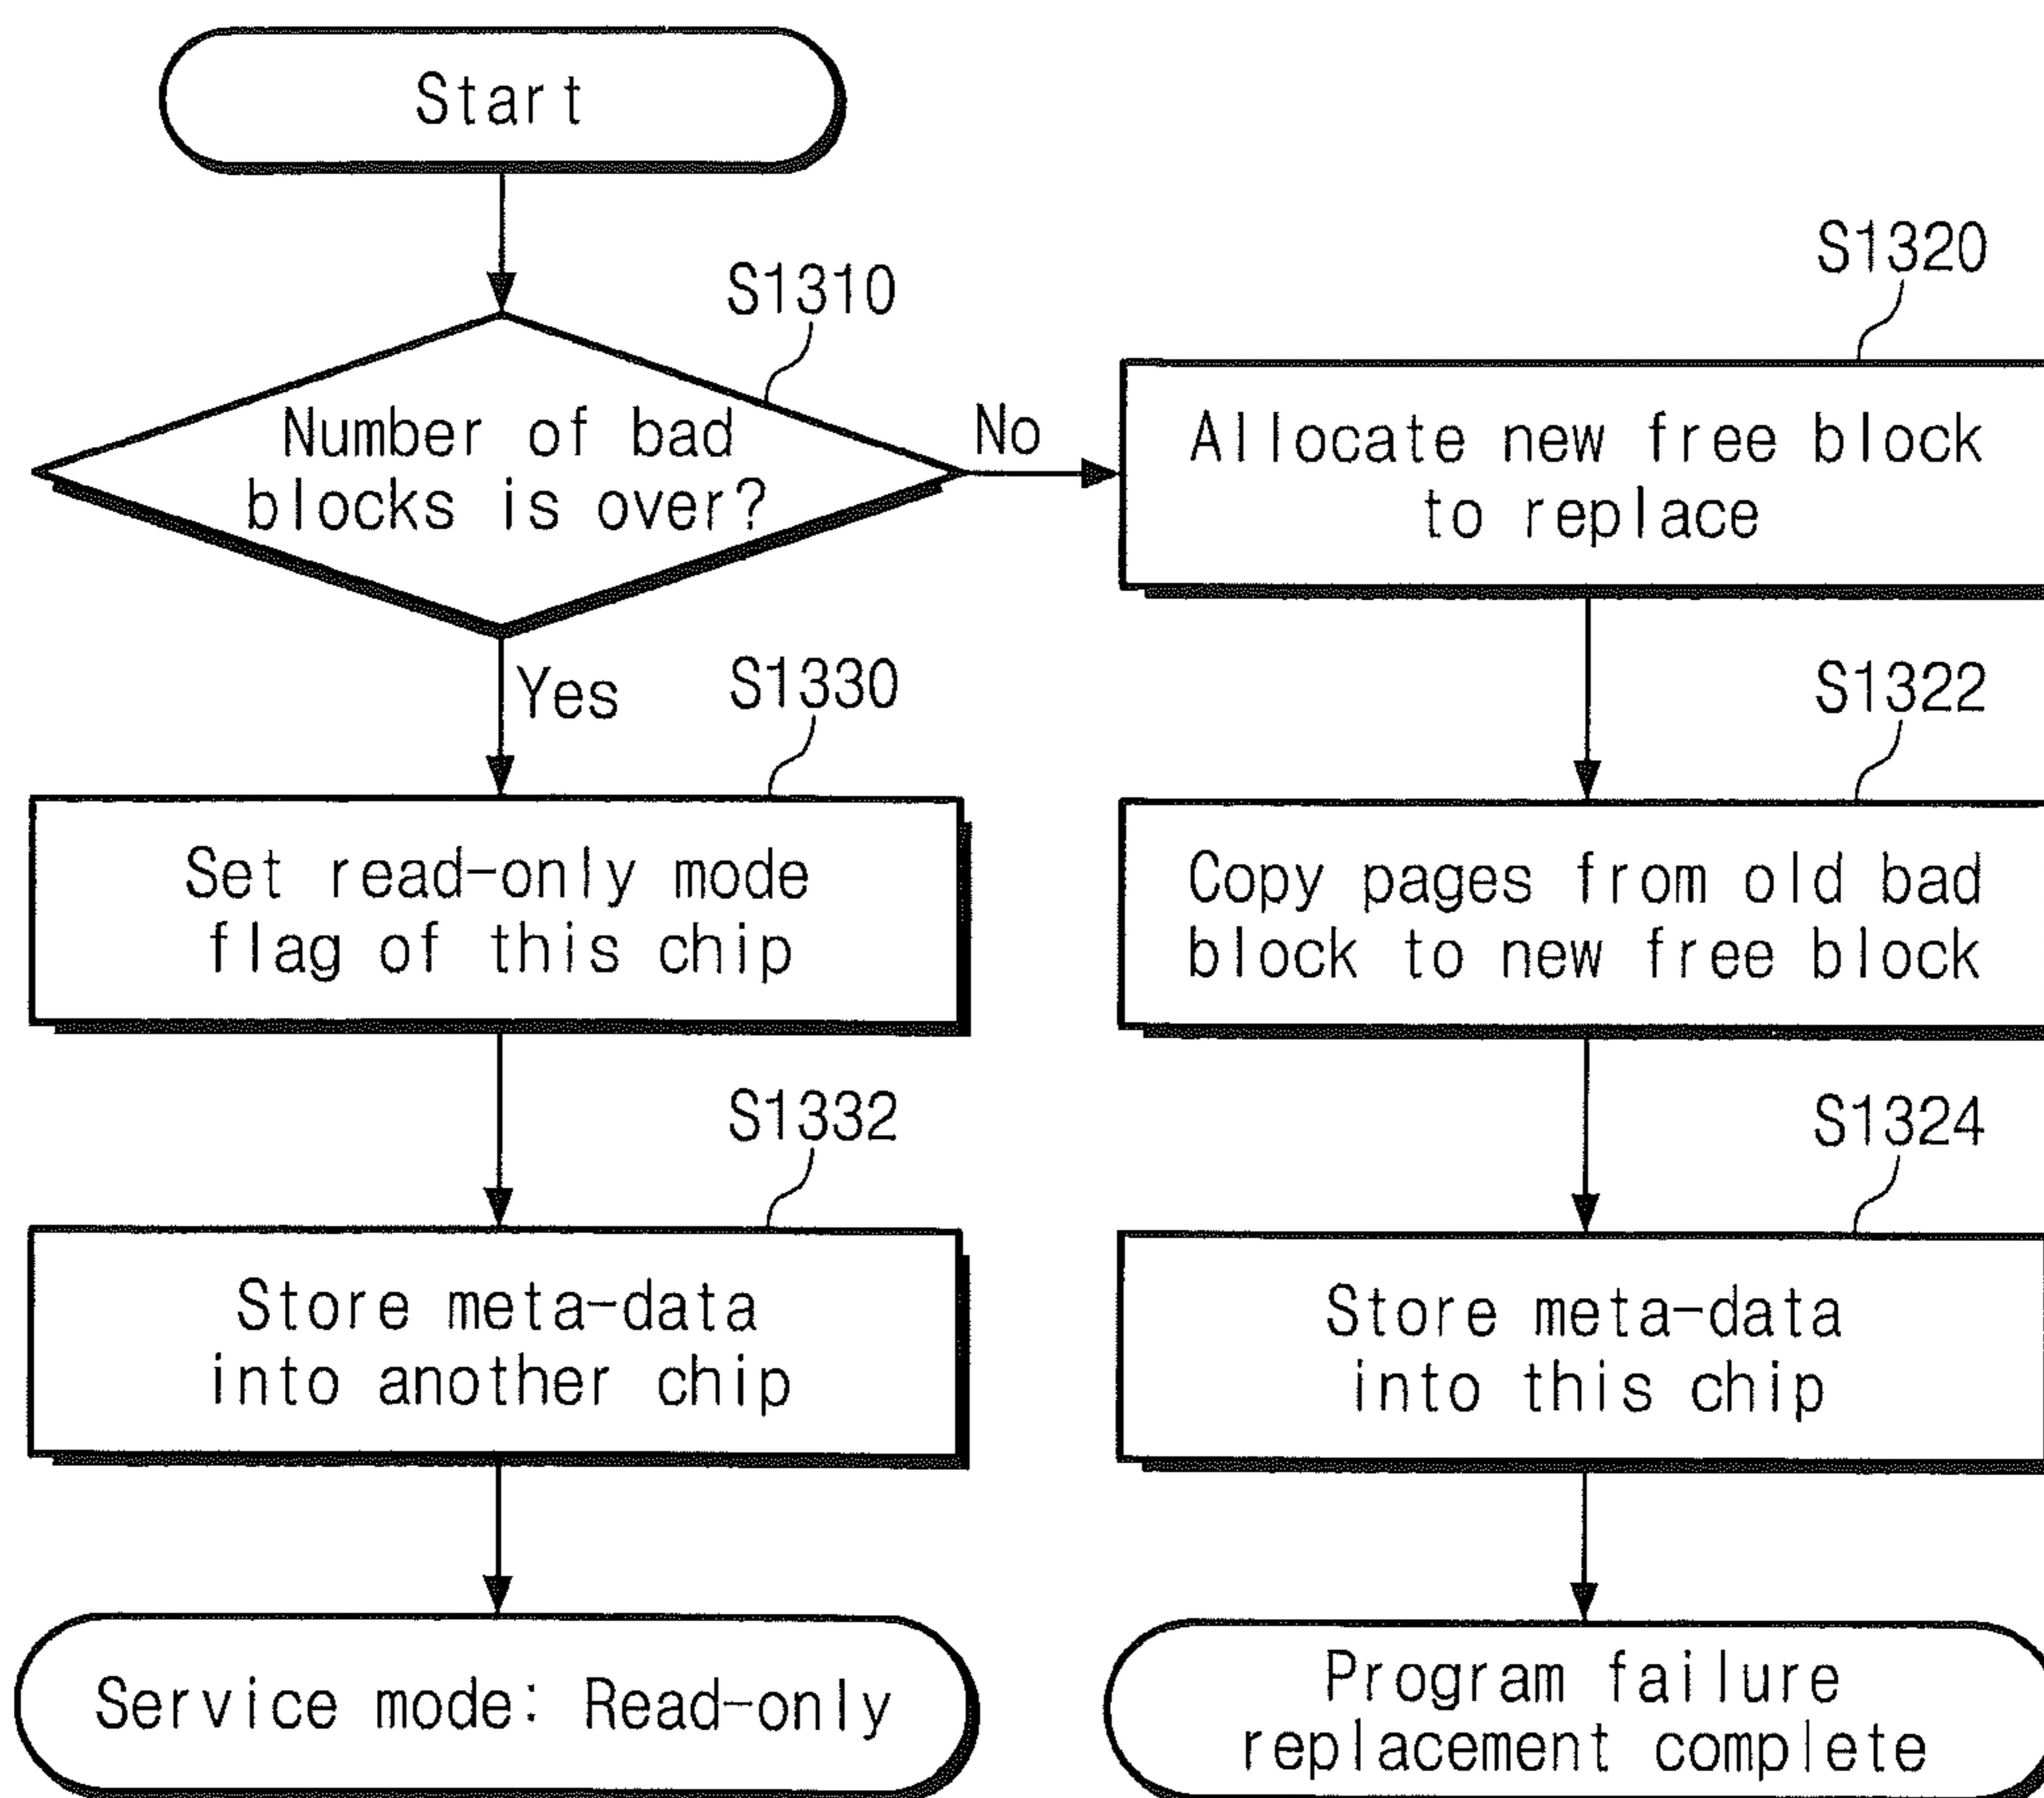 Start
S1310
Number of bad
blocks is over?
No
Yes
S1320
Allocate new free block
to replace
S1330
Set read-only mode
flag of this chip
S1322
Copy pages from old bad
block to new free block
S1332
Store meta-data
into another chip
S1324
Store meta-data
into this chip
Service mode: Read-only
Program failure
replacement complete